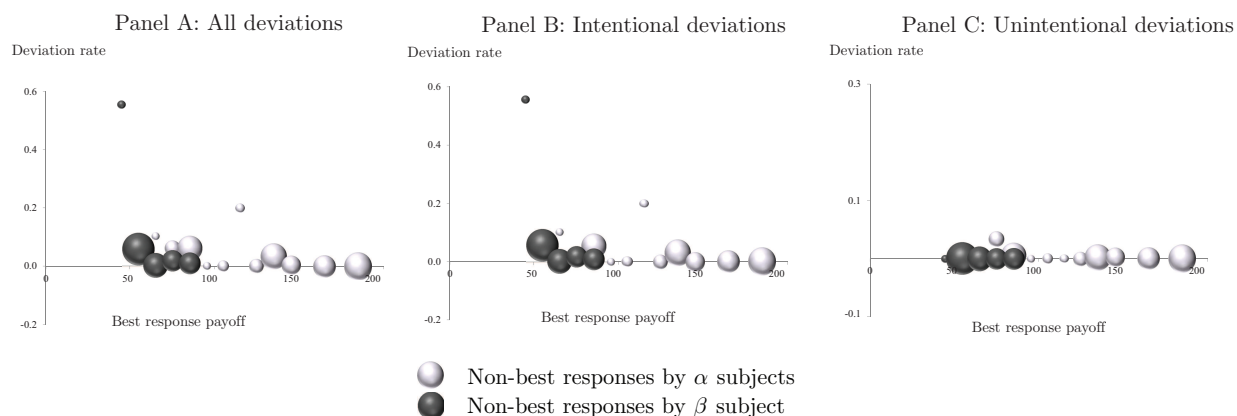 Panel A: All deviations
Deviation rate
0.6
0.4
0.2
0.0
-0.2
0
50
100
150
200
Best response payoff
Panel B: Intentional deviations
Deviation rate
0.6
0.4
0.2
0.0
-0.2
0
50
100
150
200
Best response payoff
Panel C: Unintentional deviations
Deviation rate
0.3
0.1
-0.1
0
50
100
150
200
Best response payoff
Non-best responses by α subjects
Non-best responses by β subject